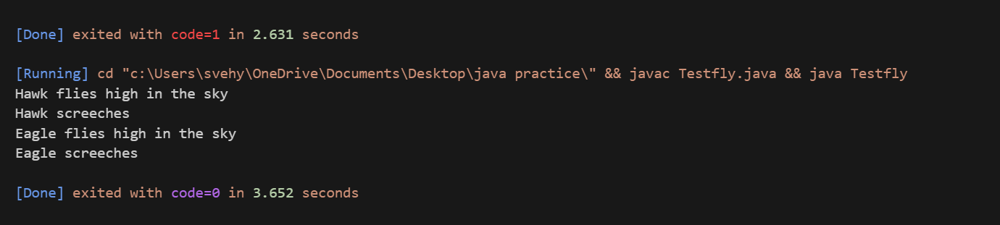 [Done] exited with code=1 in 2.631 seconds
[Running] cd "c:\Users\svehy\OneDrive\Documents\Desktop\java practice\" && javac Testfly.java && java Testfly
Hawk flies high in the sky
Hawk screeches
Eagle flies high in the sky
Eagle screeches
[Done] exited with code=0 in 3.652 seconds